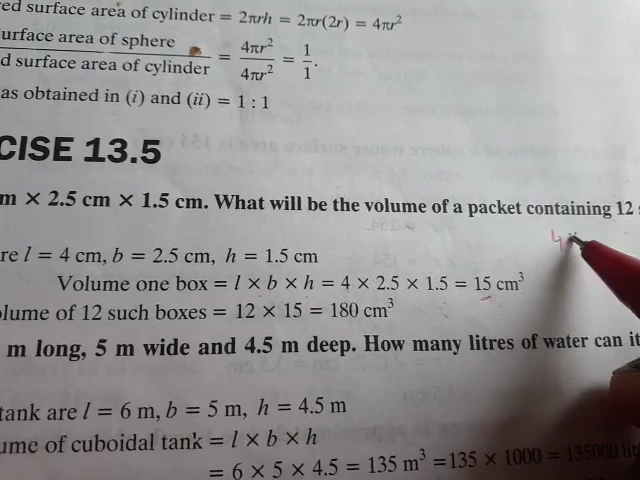 ed surface area of cylinder = 2πrh = 2πr(2r) = 4πr²
urface area of sphere / d surface area of cylinder = 4πr² / 4πr² = 1 / 1.
as obtained in (i) and (ii) = 1 : 1
CISE 13.5
m × 2.5 cm × 1.5 cm. What will be the volume of a packet containing 12
re l = 4 cm, b = 2.5 cm, h = 1.5 cm
Volume one box = l × b × h = 4 × 2.5 × 1.5 = 15 cm³
lume of 12 such boxes = 12 × 15 = 180 cm³
m long, 5 m wide and 4.5 m deep. How many litres of water can it
tank are l = 6 m, b = 5 m, h = 4.5 m
ume of cuboidal tank = l × b × h
= 6 × 5 × 4.5 = 135 m³ =135 × 1000 = 135000